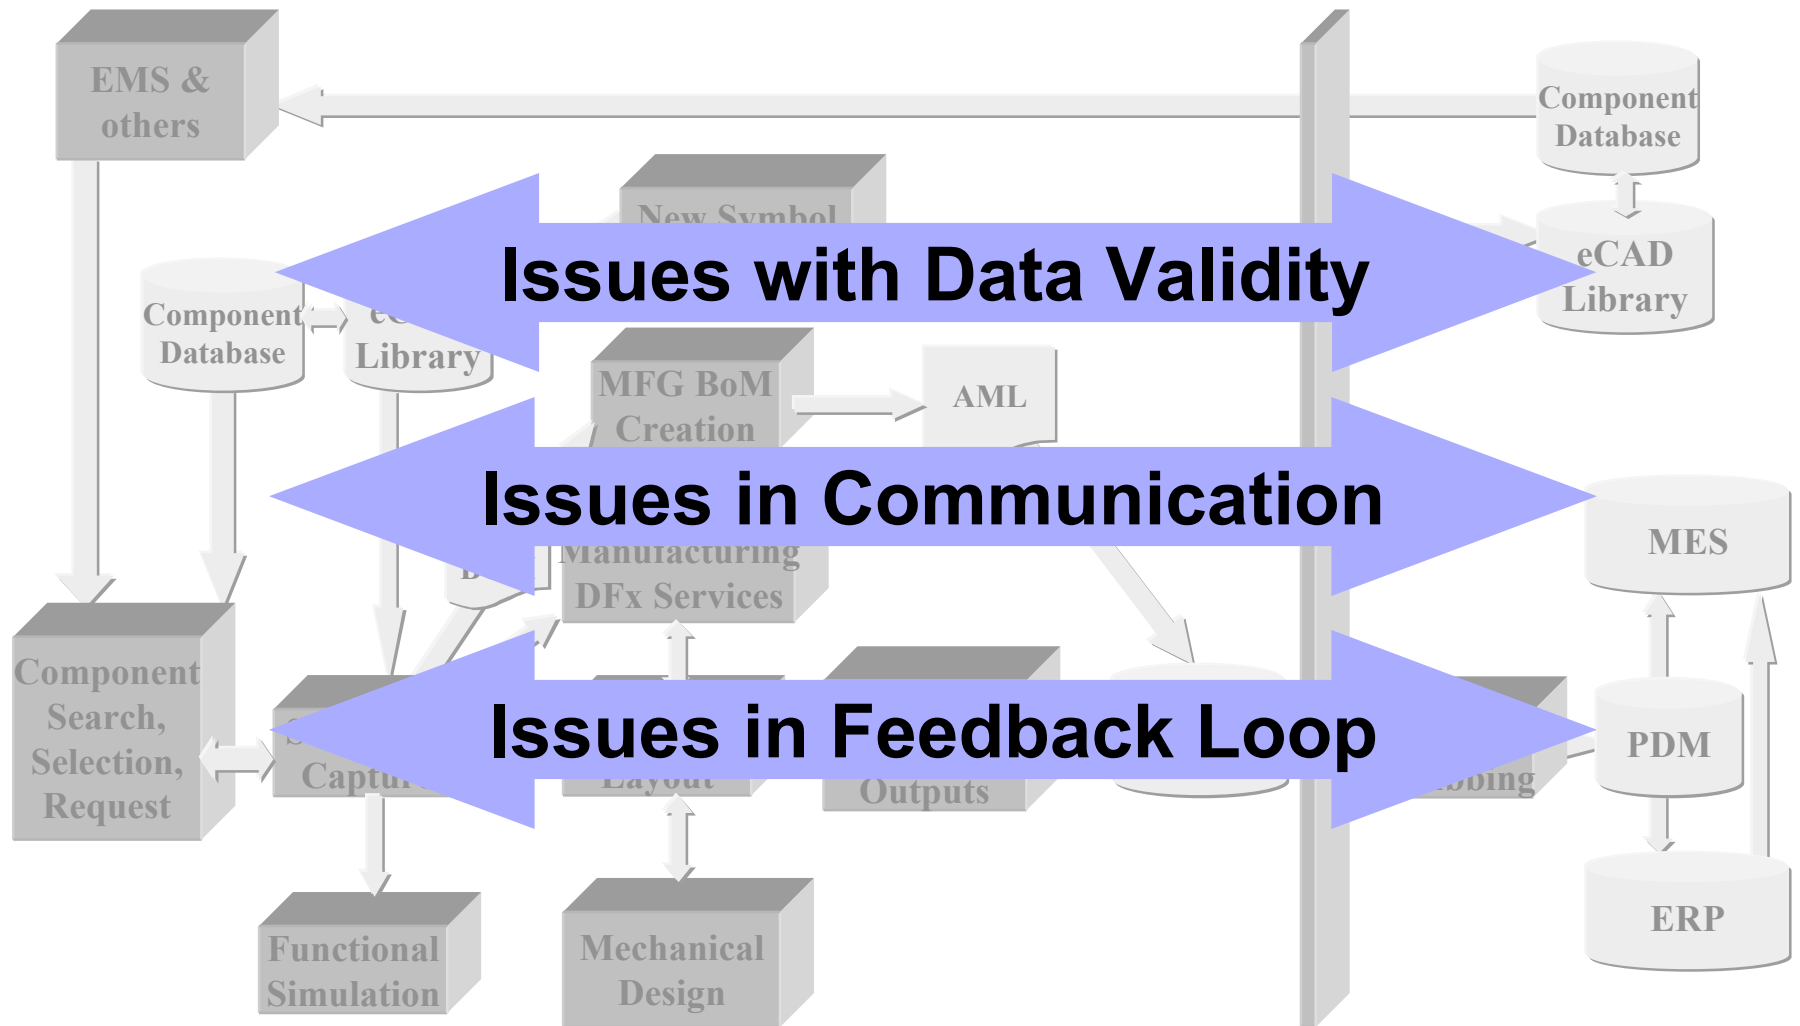 EMS &
others
Component
Database
New Symbol
Issues with Data Validity
eCAD
Library
Component
Database
Library
MFG BoM
Creation
AML
Issues in Communication
MES
Manufacturing
DFx Services
Component
Search,
Selection,
Request
Issues in Feedback Loop
PDM
Layout
Outputs
Functional
Simulation
Mechanical
Design
ERP